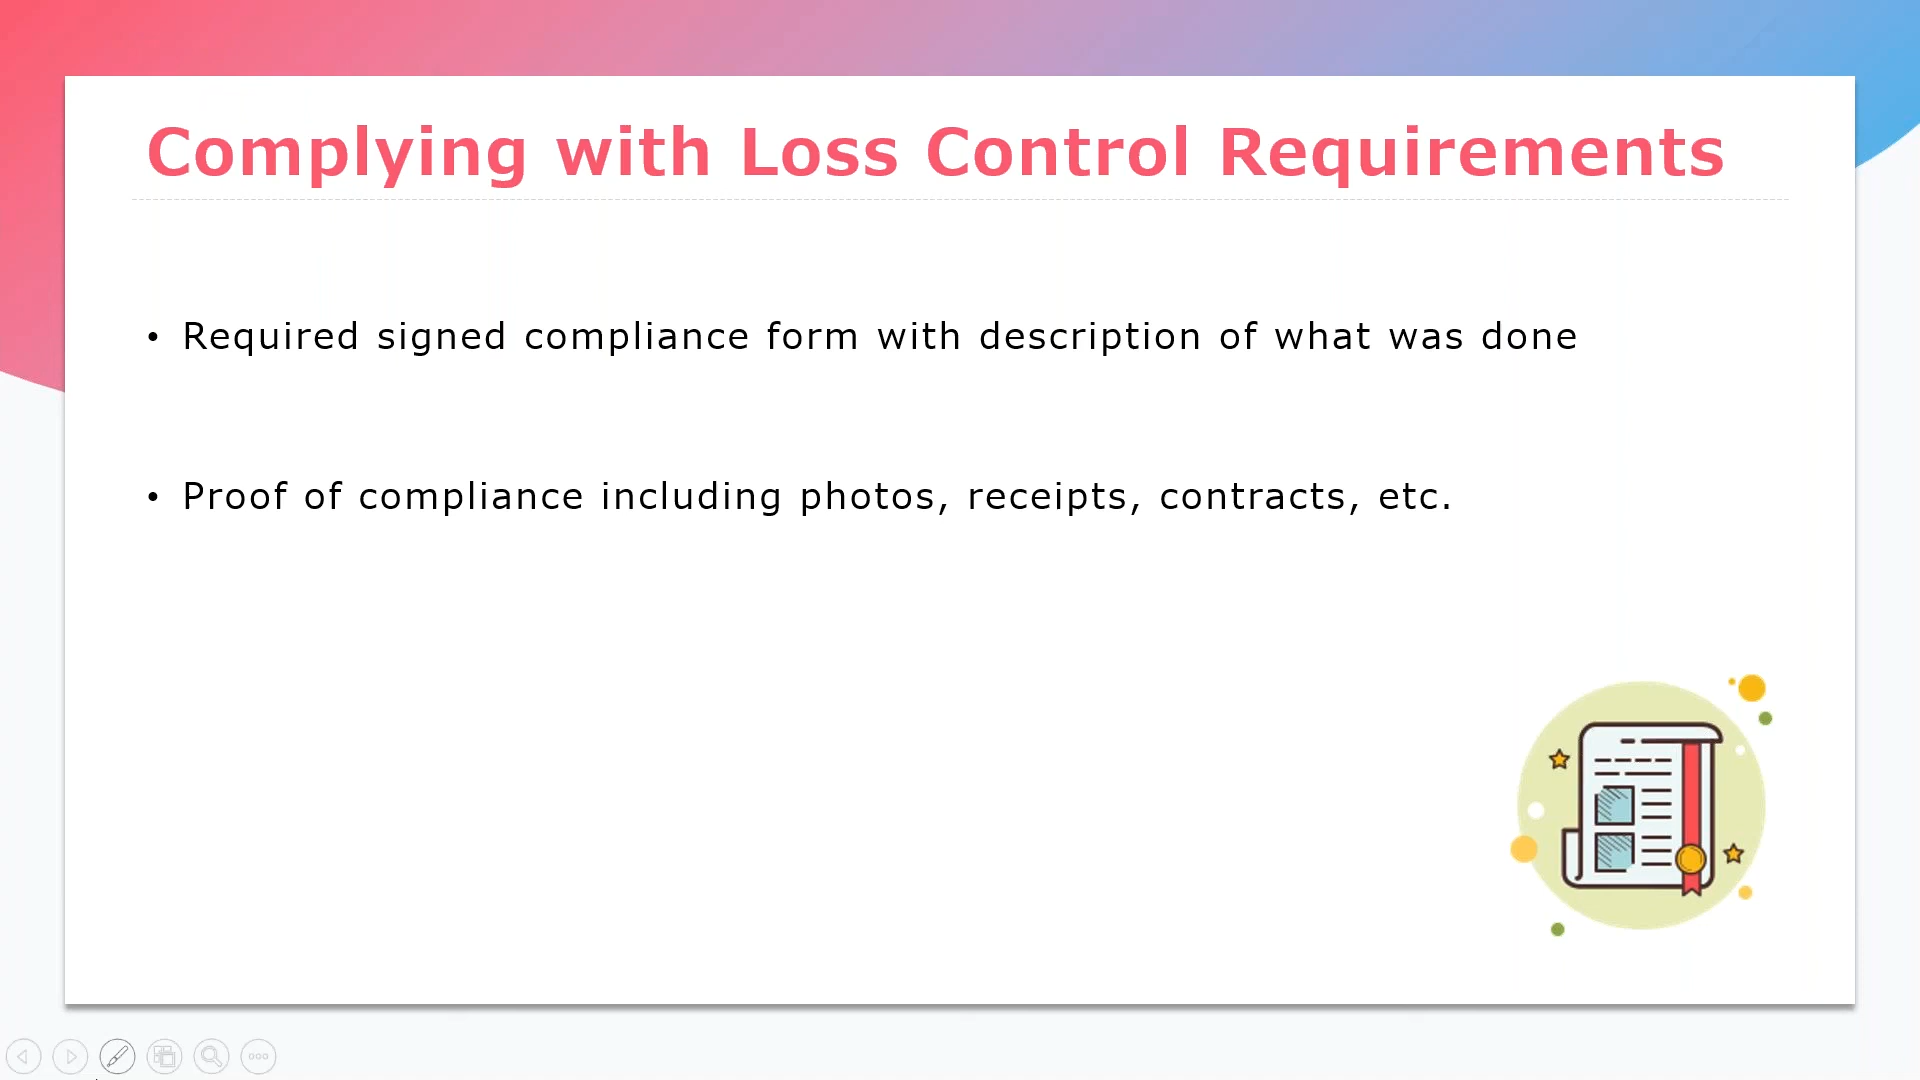 Complying with Loss Control Requirements
• Required signed compliance form with description of what was done
• Proof of compliance including photos, receipts, contracts, etc.